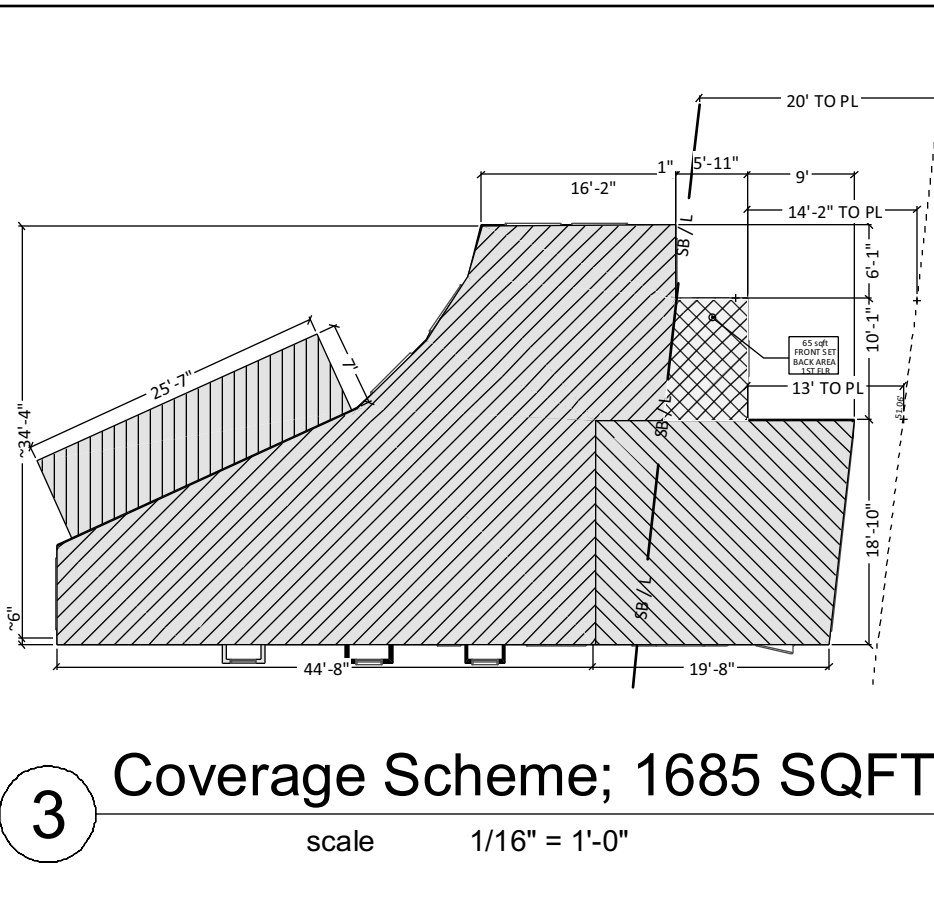 20' TO PL
1"
5'-11"
9'
16'-2"
14'-2" TO PL
SB / L
6'-1"
10'-1"
65 sqft
FRONT SET
BACK AREA
1ST FLR
7'
25'-7"
13' TO PL
51.06'
SB / L
~34'-4"
18'-10"
SB / L
~6"
44'-8"
19'-8"
3
Coverage Scheme; 1685 SQFT
scale 1/16" = 1'-0"